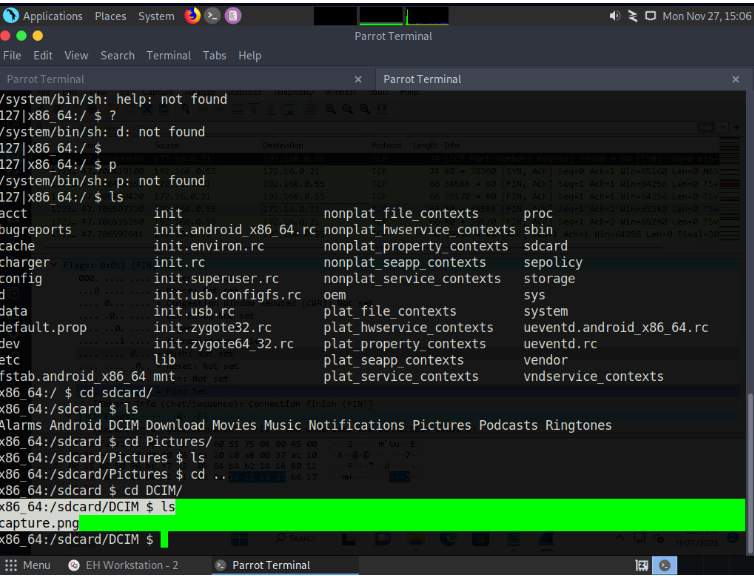 Applications Places System Mon Nov 27, 15:06
Parrot Terminal
File Edit View Search Terminal Tabs Help
Parrot Terminal × Parrot Terminal ×
/system/bin/sh: help: not found
127|x86_64:/ $ ?
/system/bin/sh: d: not found
127|x86_64:/ $
127|x86_64:/ $ p
/system/bin/sh: p: not found
127|x86_64:/ $ ls
acct init nonplat_file_contexts proc
bugreports init.android_x86_64.rc nonplat_hwservice_contexts sbin
cache init.environ.rc nonplat_property_contexts sdcard
charger init.rc nonplat_seapp_contexts sepolicy
config init.superuser.rc nonplat_service_contexts storage
d init.usb.configfs.rc oem sys
data init.usb.rc plat_file_contexts system
default.prop init.zygote32.rc plat_hwservice_contexts ueventd.android_x86_64.rc
dev init.zygote64_32.rc plat_property_contexts ueventd.rc
etc lib plat_seapp_contexts vendor
fstab.android_x86_64 mnt plat_service_contexts vndservice_contexts
x86_64:/ $ cd sdcard/
x86_64:/sdcard $ ls
Alarms Android DCIM Download Movies Music Notifications Pictures Podcasts Ringtones
x86_64:/sdcard $ cd Pictures/
x86_64:/sdcard/Pictures $ ls
x86_64:/sdcard/Pictures $ cd ..
x86_64:/sdcard $ cd DCIM/
x86_64:/sdcard/DCIM $ ls
capture.png
x86_64:/sdcard/DCIM $
Search
11/27/2023
Menu EH Workstation - 2 Parrot Terminal